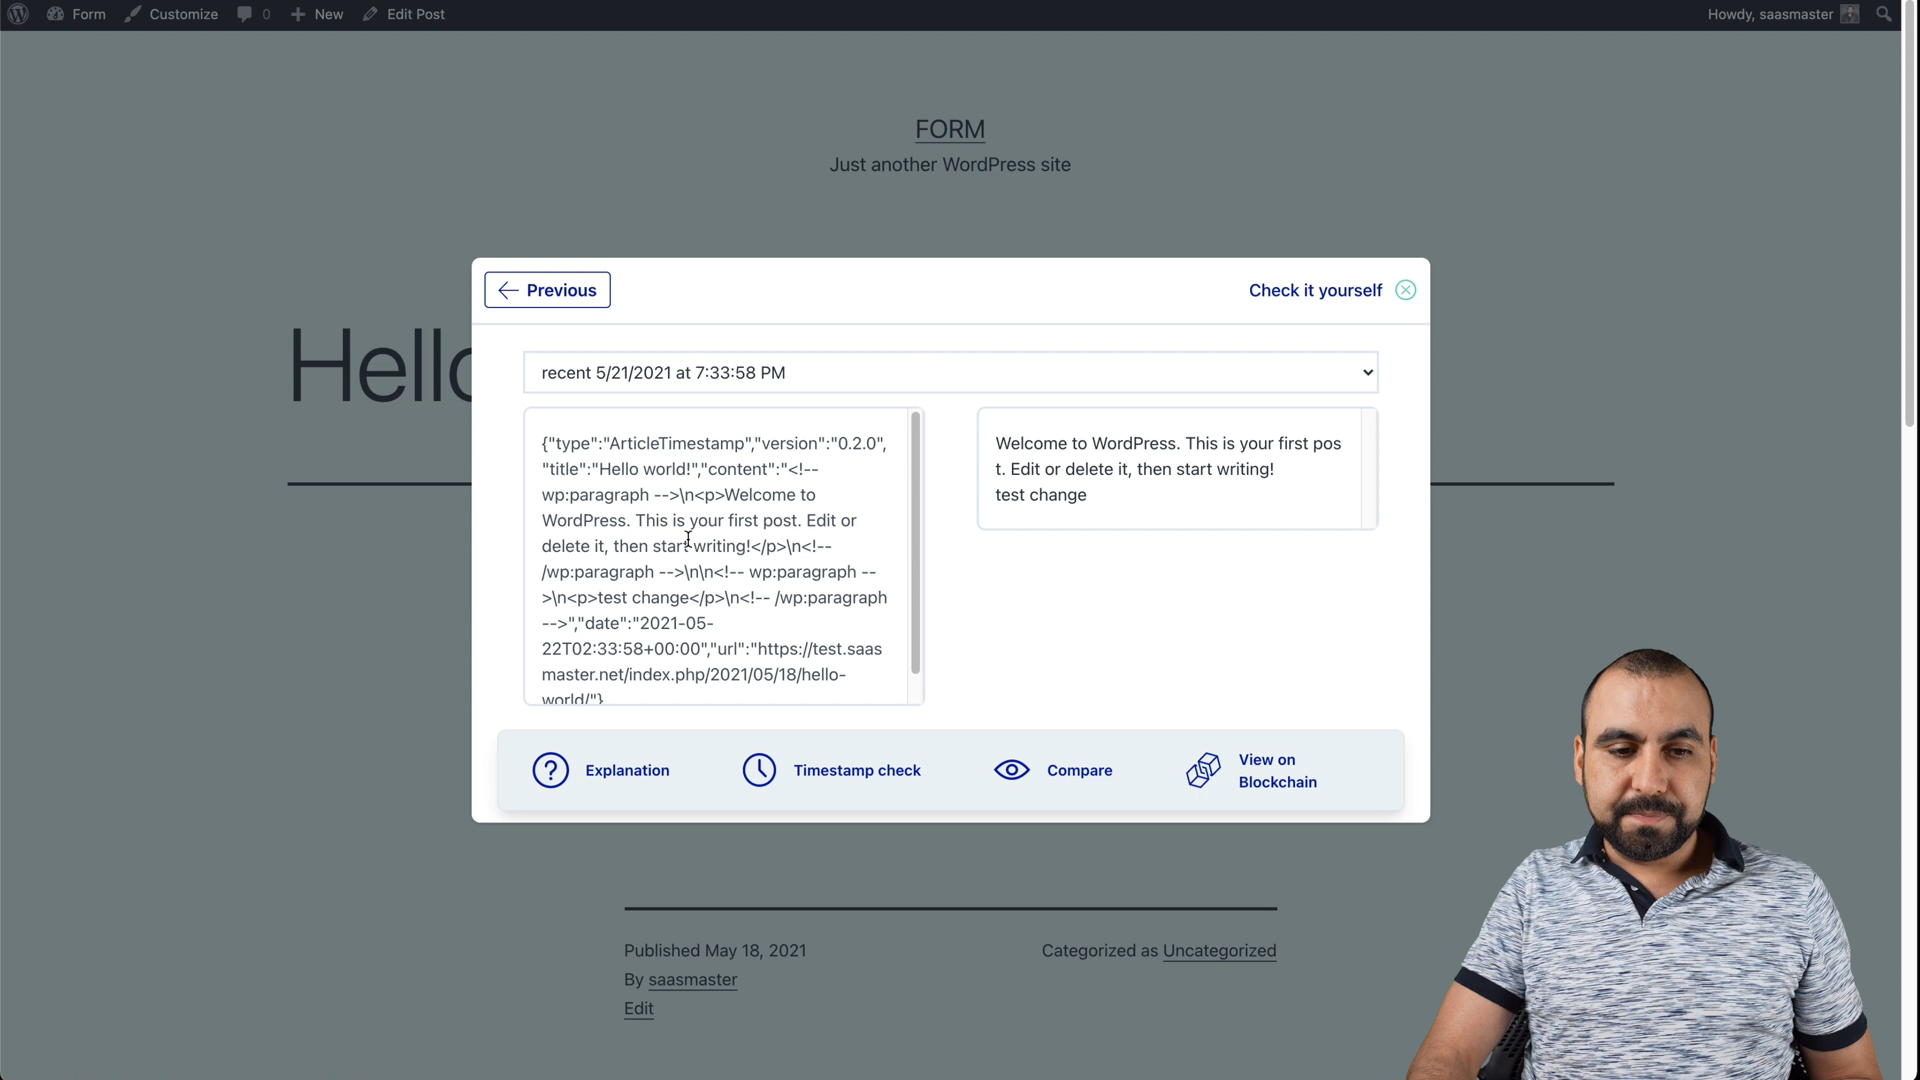 Form Customize 0 New Edit Post Howdy, saasmaster
FORM
Just another WordPress site
Previous
Check it yourself
Hello
recent 5/21/2021 at 7:33:58 PM
{"type":"ArticleTimestamp","version":"0.2.0",
"title":"Hello world!","content":"<!--
wp:paragraph -->\n<p>Welcome to
WordPress. This is your first post. Edit or
delete it, then start writing!</p>\n<!--
/wp:paragraph -->\n\n<!-- wp:paragraph --
>\n<p>test change</p>\n<!-- /wp:paragraph
-->","date":"2021-05-
22T02:33:58+00:00","url":"https://test.saas
master.net/index.php/2021/05/18/hello-
world/"}
Welcome to WordPress. This is your first pos
t. Edit or delete it, then start writing!
test change
Explanation
Timestamp check
Compare
View on
Blockchain
Published May 18, 2021
By saasmaster
Edit
Categorized as Uncategorized